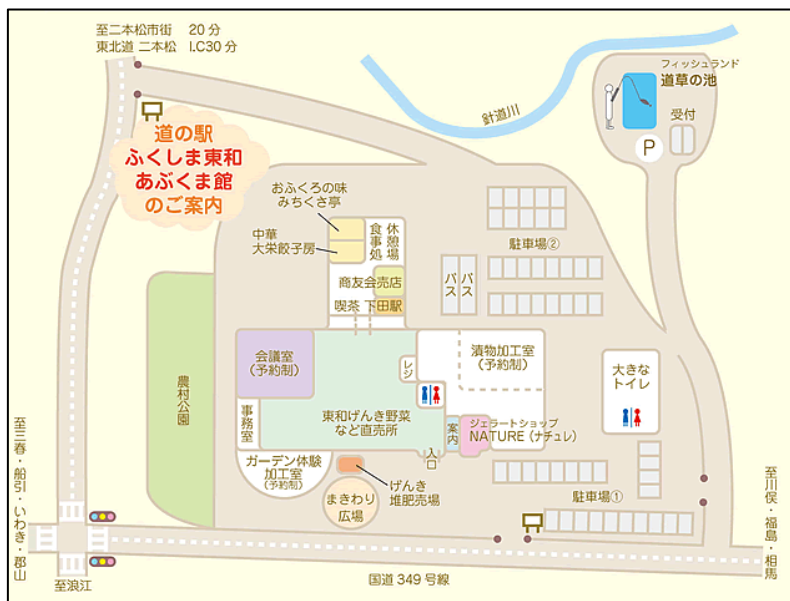 至二本松市街 20分
東北道 二本松 I.C30分
道の駅
ふくしま東和
あぶくま館
のご案内
針道川
フィッシュランド
道草の池
受付
P
おふくろの味
みちくさ亭
中華
大栄餃子房
食事処
休憩場
商友会売店
喫茶 下田駅
バス
バス
駐車場②
会議室
(予約制)
レジ
漬物加工室
(予約制)
大きな
トイレ
農村公園
事務室
東和げんき野菜
など直売所
案内
ジェラートショップ
NATURE(ナチュレ)
入口
ガーデン体験
加工室
(予約制)
げんき
堆肥売場
まきわり
広場
駐車場①
至三春・船引・いわき・郡山
至川俣・福島・相馬
至浪江
国道 349 号線